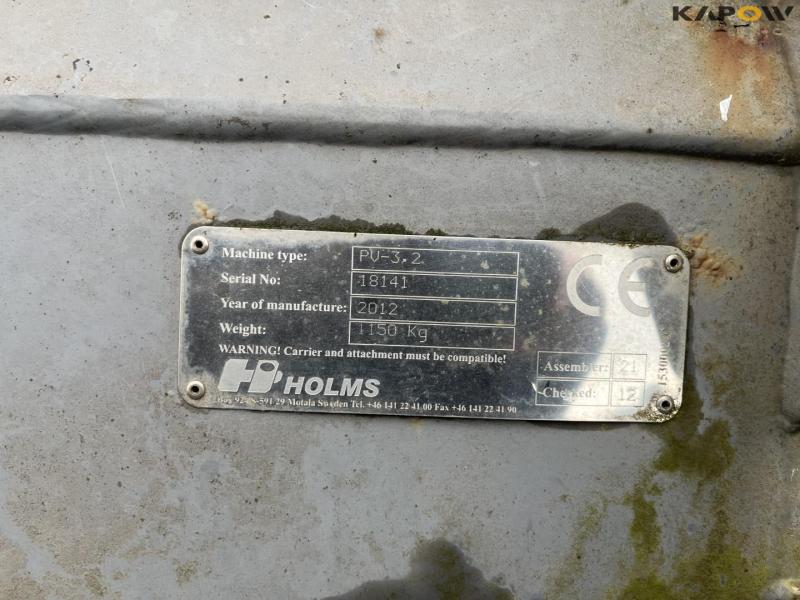 KAPOW
Machine type: PV-3.2
Serial No: 18141
Year of manufacture: 2012
Weight: 1150 Kg
WARNING! Carrier and attachment must be compatible!
CE
Assembler: 21
Checked: 12
HOLMS
Motala Sweden Tel. +46 141 22 41 00 Fax +46 141 22 41 90